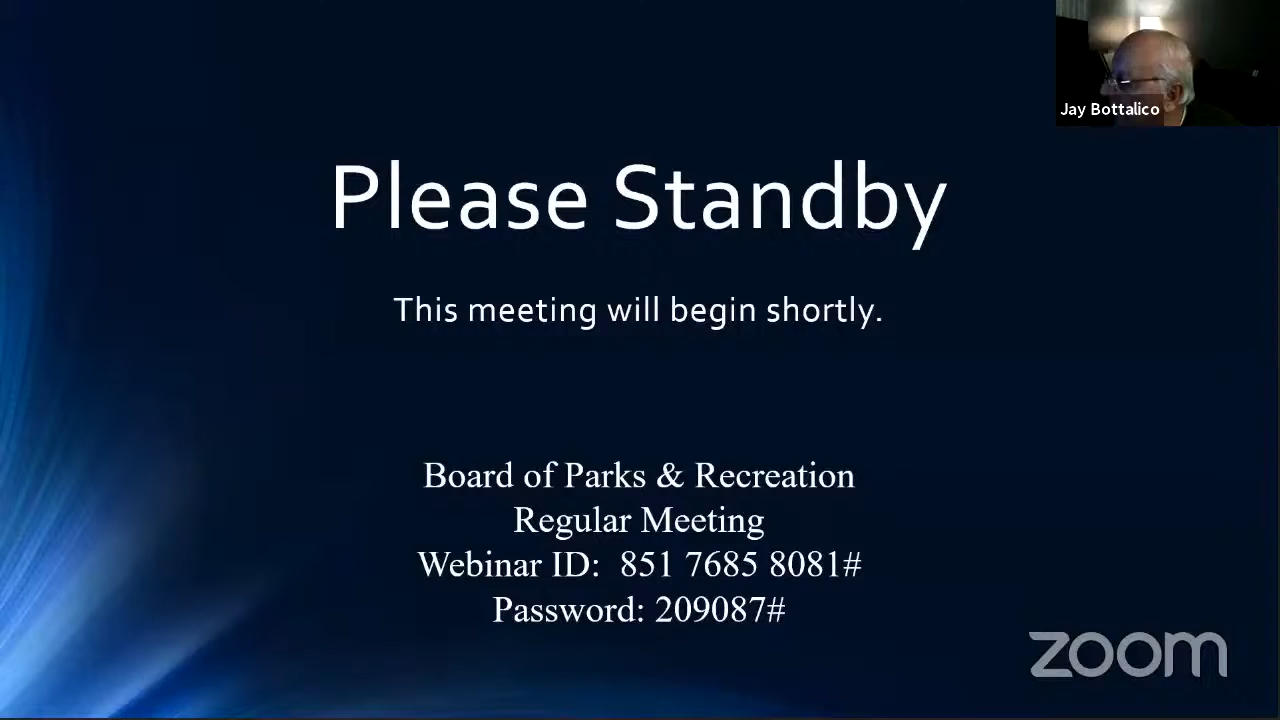 Jay Bottalico
Please Standby
This meeting will begin shortly.
Board of Parks & Recreation
Regular Meeting
Webinar ID:  851 7685 8081#
Password: 209087#
zoom